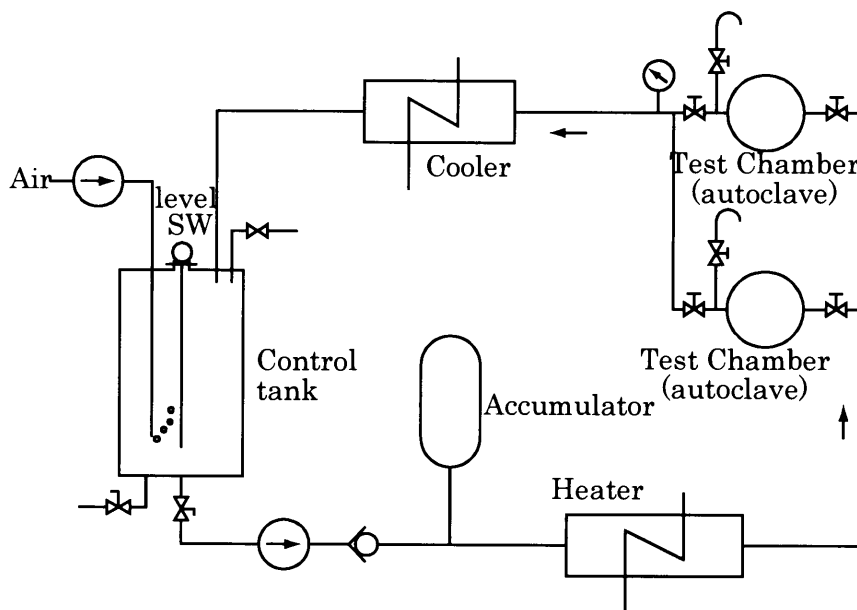 Cooler
Test Chamber
(autoclave)
Air
level
SW
Test Chamber
(autoclave)
Control
tank
Accumulator
Heater